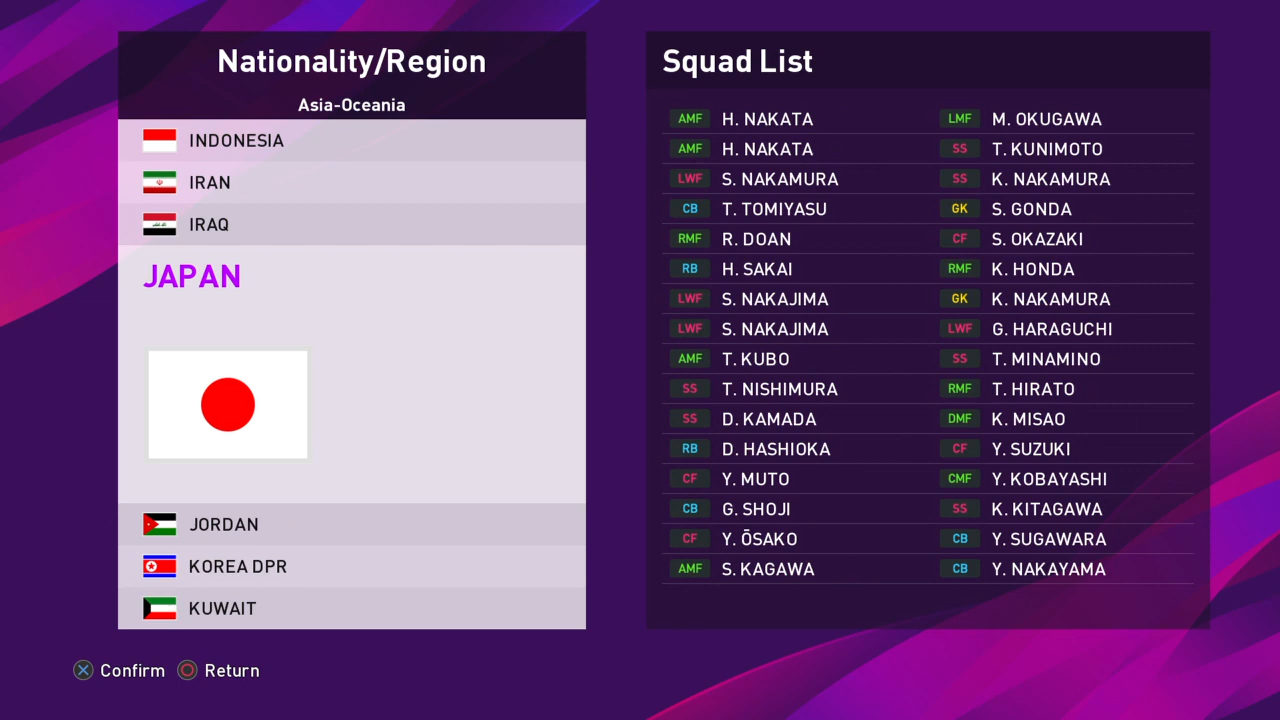 Nationality/Region
Asia-Oceania
INDONESIA
IRAN
IRAQ
JAPAN
JORDAN
KOREA DPR
KUWAIT
Squad List
AMF H. NAKATA
AMF H. NAKATA
LWF S. NAKAMURA
CB T. TOMIYASU
RMF R. DOAN
RB H. SAKAI
LWF S. NAKAJIMA
LWF S. NAKAJIMA
AMF T. KUBO
SS T. NISHIMURA
SS D. KAMADA
RB D. HASHIOKA
CF Y. MUTO
CB G. SHOJI
CF Y. ŌSAKO
AMF S. KAGAWA
LMF M. OKUGAWA
SS T. KUNIMOTO
SS K. NAKAMURA
GK S. GONDA
CF S. OKAZAKI
RMF K. HONDA
GK K. NAKAMURA
LWF G. HARAGUCHI
SS T. MINAMINO
RMF T. HIRATO
DMF K. MISAO
CF Y. SUZUKI
CMF Y. KOBAYASHI
SS K. KITAGAWA
CB Y. SUGAWARA
CB Y. NAKAYAMA
Confirm Return